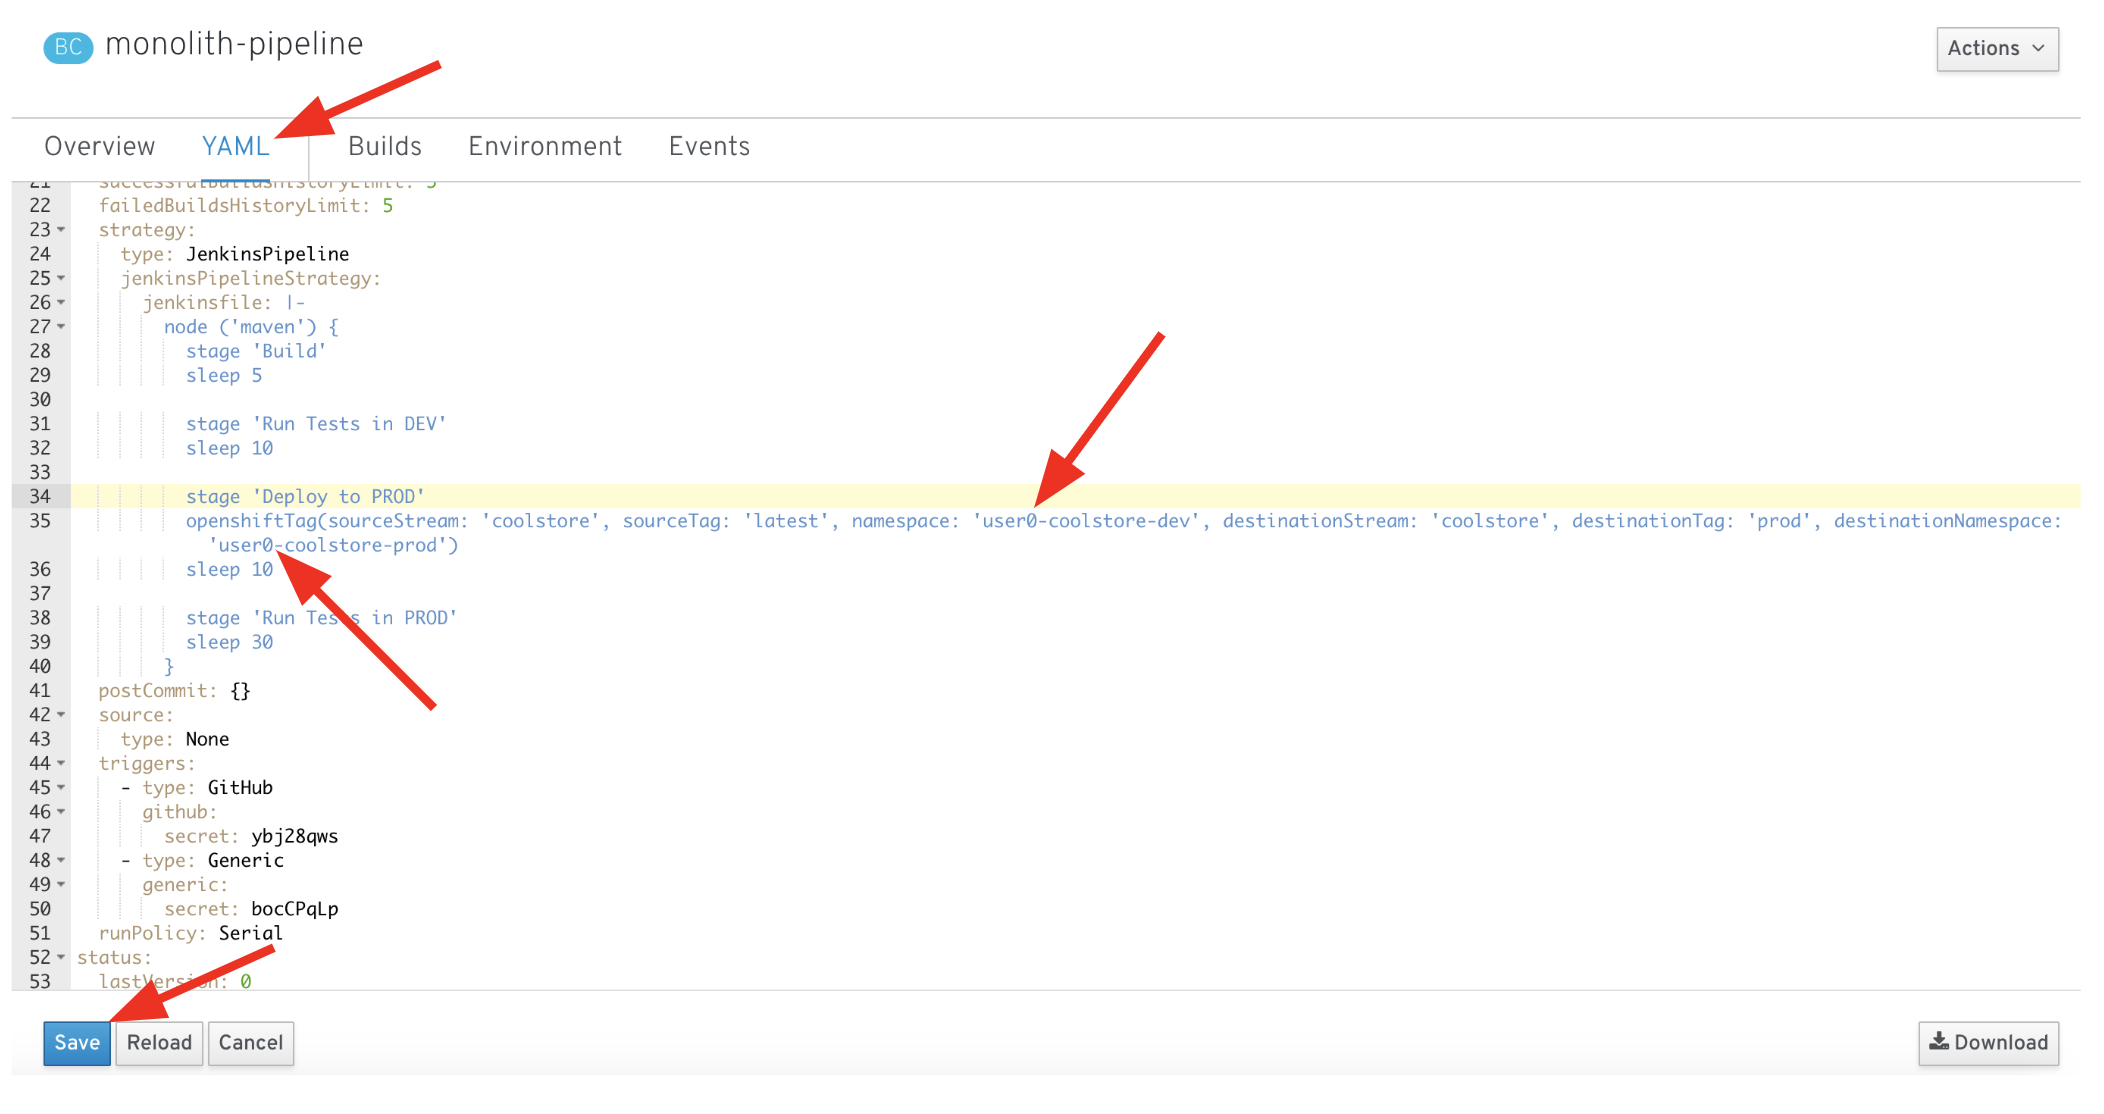 BC monolith-pipeline
Actions
Overview YAML Builds Environment Events
21 successfulBuildsHistoryLimit: 5
22 failedBuildsHistoryLimit: 5
23 strategy:
24 type: JenkinsPipeline
25 jenkinsPipelineStrategy:
26 jenkinsfile: |-
27 node ('maven') {
28 stage 'Build'
29 sleep 5
30
31 stage 'Run Tests in DEV'
32 sleep 10
33
34 stage 'Deploy to PROD'
35 openshiftTag(sourceStream: 'coolstore', sourceTag: 'latest', namespace: 'user0-coolstore-dev', destinationStream: 'coolstore', destinationTag: 'prod', destinationNamespace:
'user0-coolstore-prod')
36 sleep 10
37
38 stage 'Run Tests in PROD'
39 sleep 30
40 }
41 postCommit: {}
42 source:
43 type: None
44 triggers:
45 - type: GitHub
46 github:
47 secret: ybj28qws
48 - type: Generic
49 generic:
50 secret: bocCPqLp
51 runPolicy: Serial
52 status:
53 lastVersion: 0
Save Reload Cancel Download